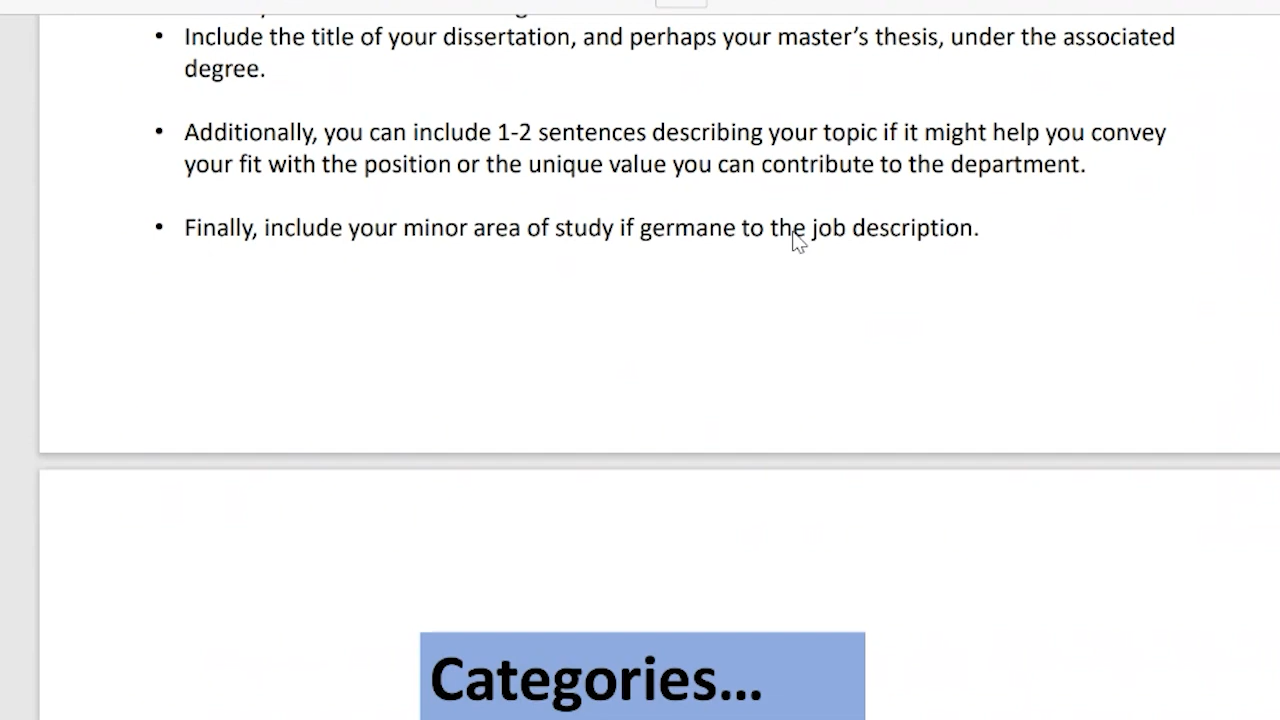 • Include the title of your dissertation, and perhaps your master’s thesis, under the associated
degree.
• Additionally, you can include 1-2 sentences describing your topic if it might help you convey
your fit with the position or the unique value you can contribute to the department.
• Finally, include your minor area of study if germane to the job description.
Categories...